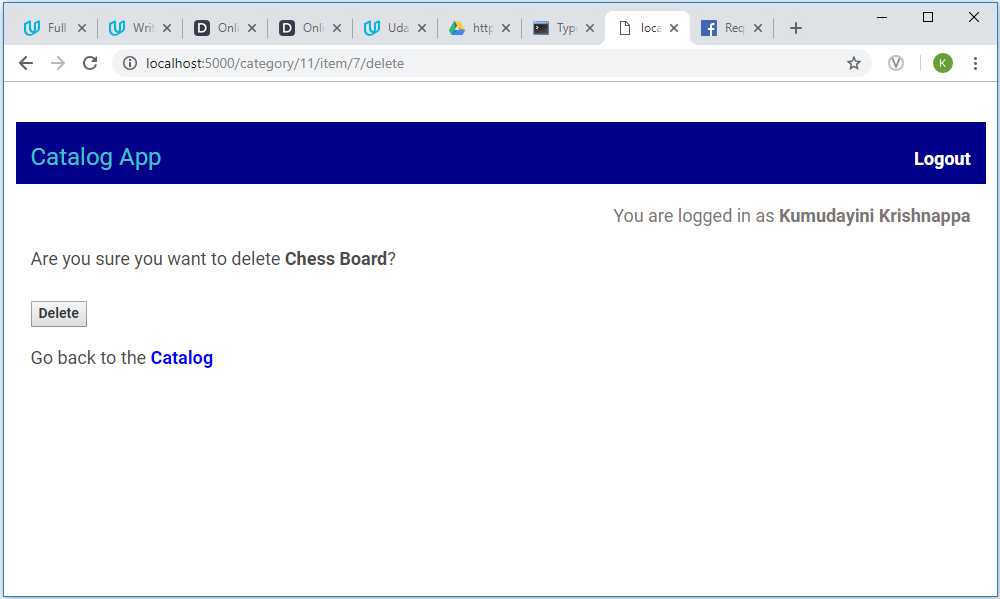 Full Writ Onli Onli Uda http Type loca Req
localhost:5000/category/11/item/7/delete
K
Catalog App Logout
You are logged in as Kumudayini Krishnappa
Are you sure you want to delete Chess Board?
Delete
Go back to the Catalog